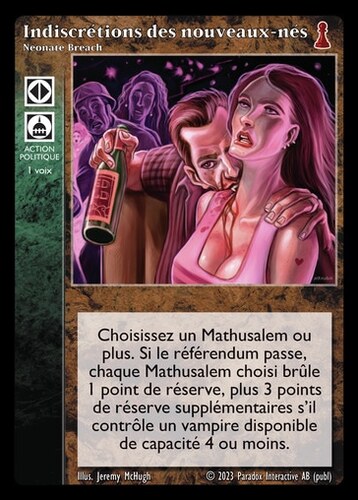 Indiscrétions des nouveaux-nés
Neonate Breach
ACTION
POLITIQUE
1 voix
Choisissez un Mathusalem ou
plus. Si le référendum passe,
chaque Mathusalem choisi brûle
1 point de réserve, plus 3 points
de réserve supplémentaires s'il
contrôle un vampire disponible
de capacité 4 ou moins.
Illus. Jeremy McHugh
© 2023 Paradox Interactive AB (publ)